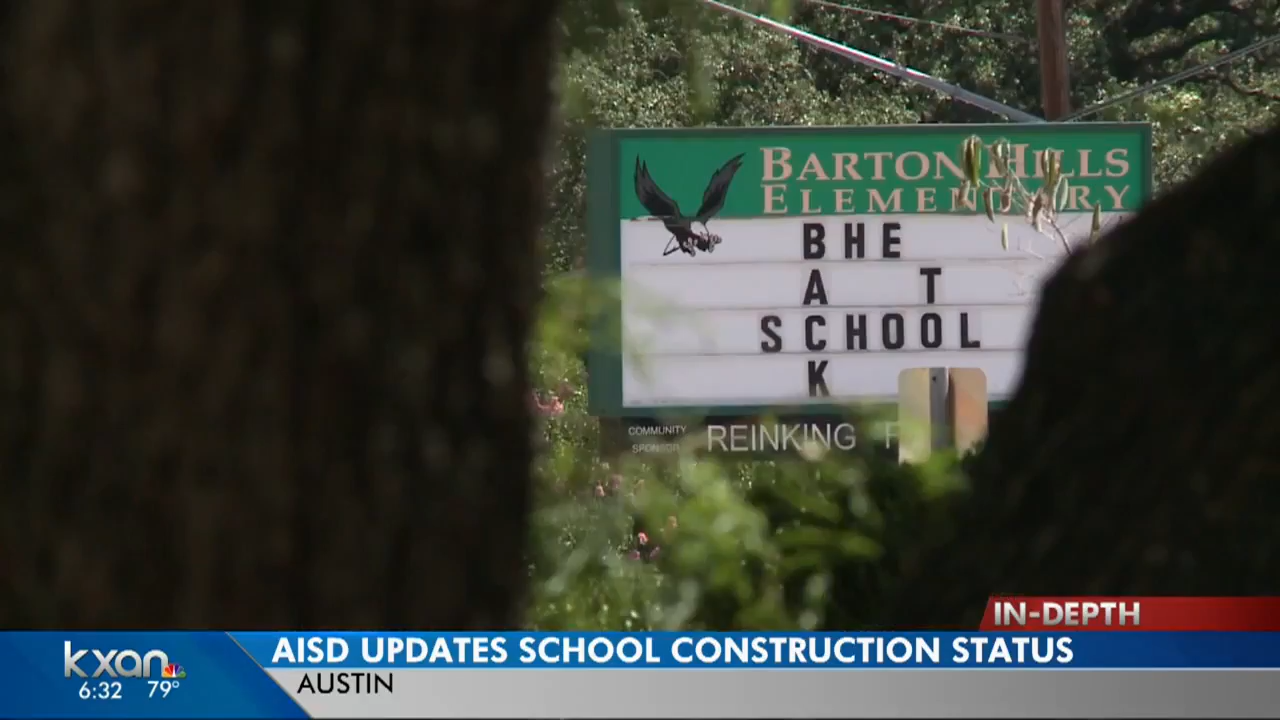 BARTON HILLS
ELEMENTARY
BHE
A T
SCHOOL
K
COMMUNITY
SPONSOR
REINKING
IN-DEPTH
AISD UPDATES SCHOOL CONSTRUCTION STATUS
kxan
6:32 79°
AUSTIN